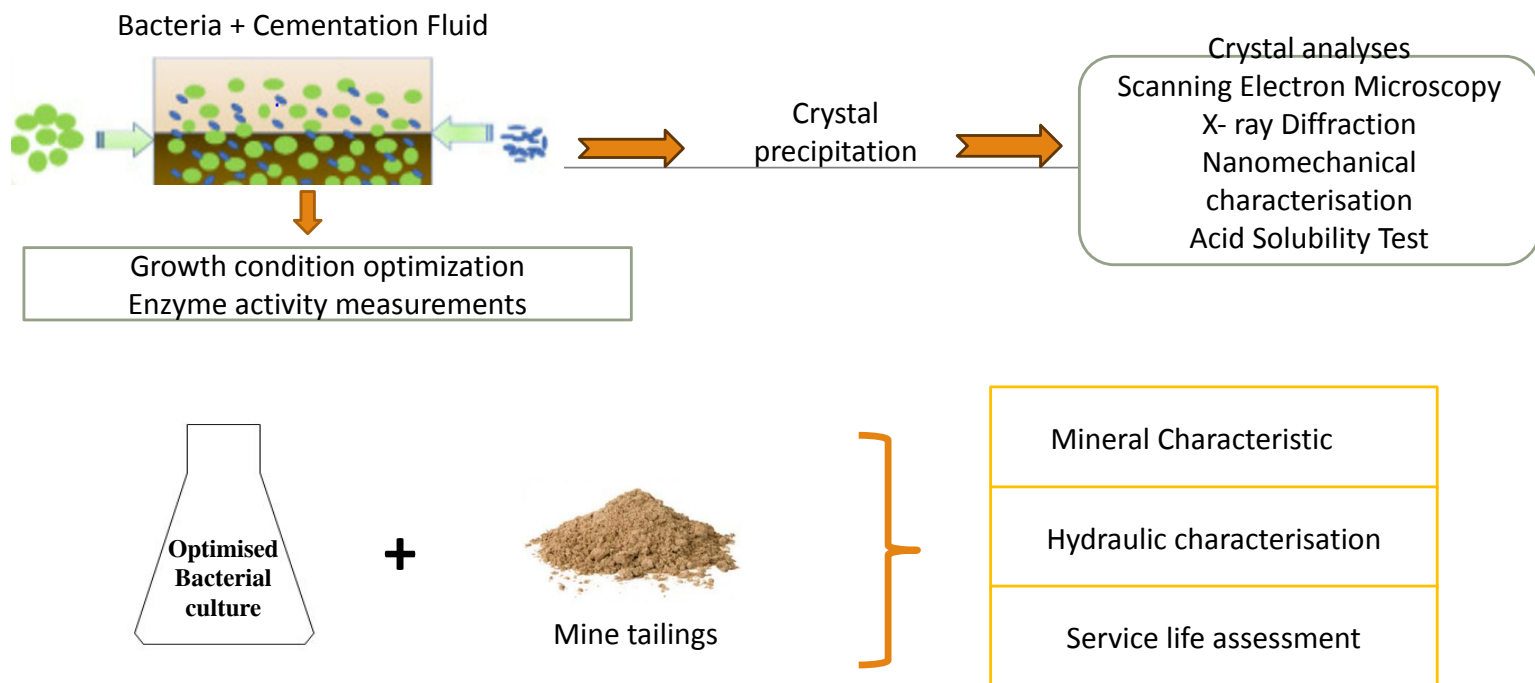 Bacteria + Cementation Fluid
Crystal
precipitation
Crystal analyses
Scanning Electron Microscopy
X- ray Diffraction
Nanomechanical
characterisation
Acid Solubility Test
Growth condition optimization
Enzyme activity measurements
Optimised
Bacterial
culture
+
Mine tailings
Mineral Characteristic
Hydraulic characterisation
Service life assessment